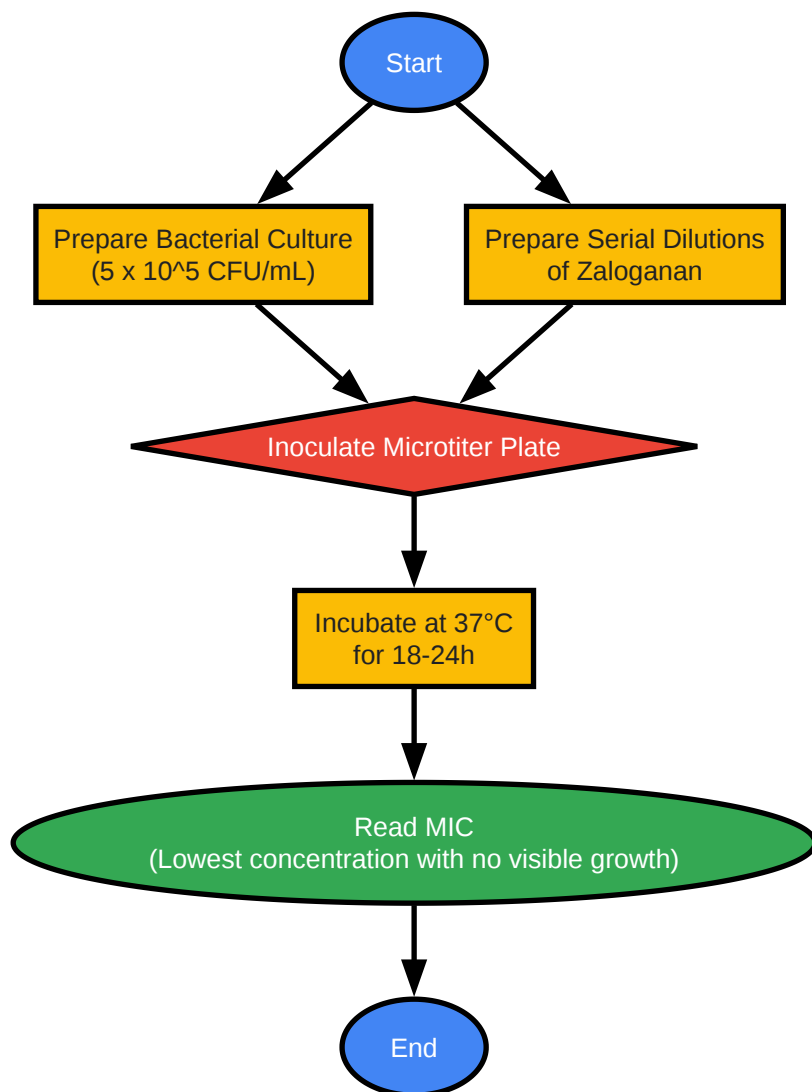 Start
Prepare Bacterial Culture
(5 x 10^5 CFU/mL)
Prepare Serial Dilutions
of Zaloganan
Inoculate Microtiter Plate
Incubate at 37°C
for 18-24h
Read MIC
(Lowest concentration with no visible growth)
End